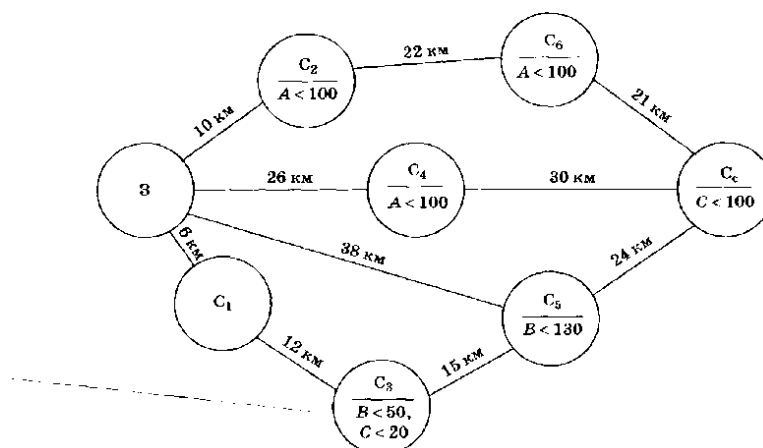 22 км
C₆
A < 100
C₂
A < 100
10 км
21 км
З
26 км
C₄
A < 100
30 км
Cс
C < 100
6 км
38 км
24 км
C₁
C₅
B < 130
12 км
15 км
C₃
B < 50,
C < 20